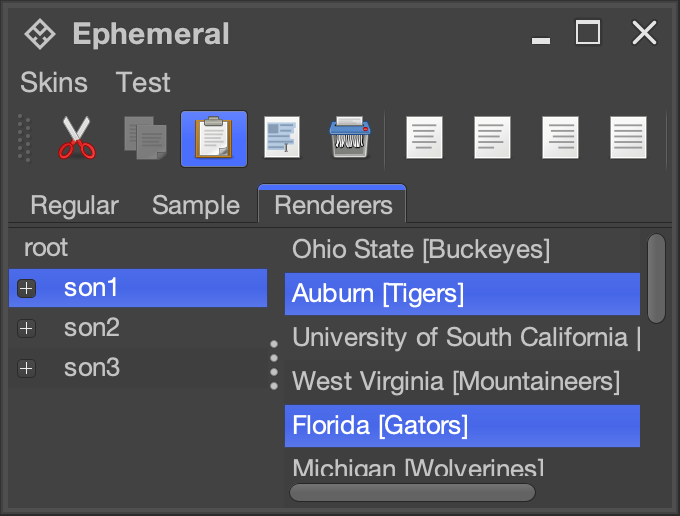 Ephemeral
Skins Test
Regular Sample Renderers
root
son1
son2
son3
Ohio State [Buckeyes]
Auburn [Tigers]
University of South California [
West Virginia [Mountaineers]
Florida [Gators]
Michigan [Wolverines]